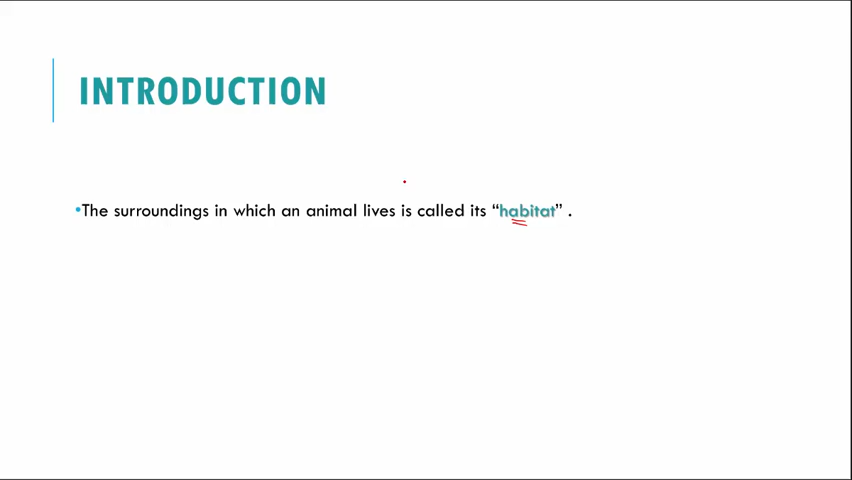 INTRODUCTION
•The surroundings in which an animal lives is called its “habitat” .